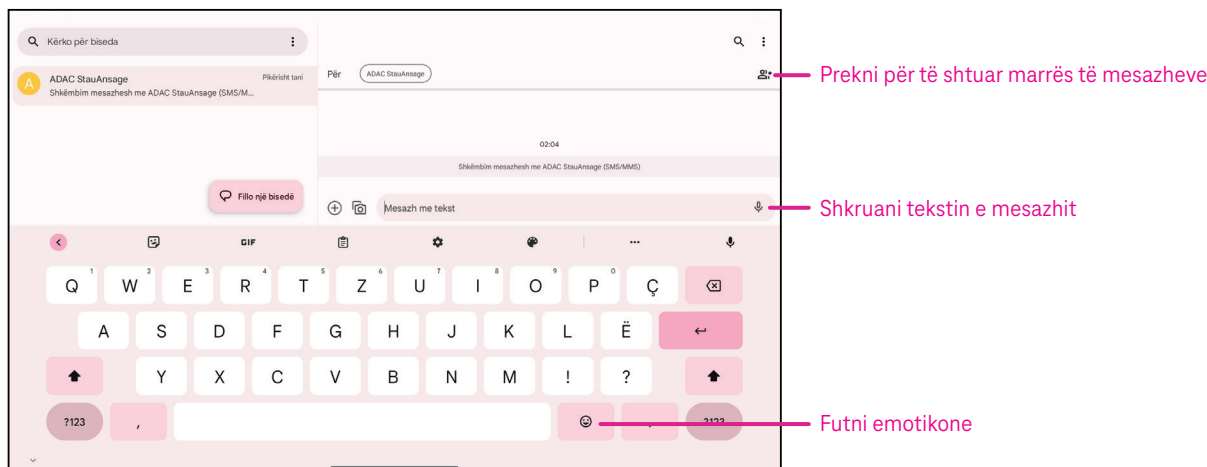 Kërko për biseda
ADAC StauAnsage
Pikërisht tani
A
Shkëmbim mesazhesh me ADAC StauAnsage (SMS/M...
Fillo një bisedë
Për
ADAC StauAnsage
Prekni për të shtuar marrës të mesazheve
02:04
Shkëmbim mesazhesh me ADAC StauAnsage (SMS/MMS)
Mesazh me tekst
Shkruani tekstin e mesazhit
GIF
Q 1 W 2 E 3 R 4 T 5 Z 6 U 7 I 8 O 9 P 0 Ç
A S D F G H J K L Ë
Y X C V B N M ! ?
?123 , . ?123
Futni emotikone